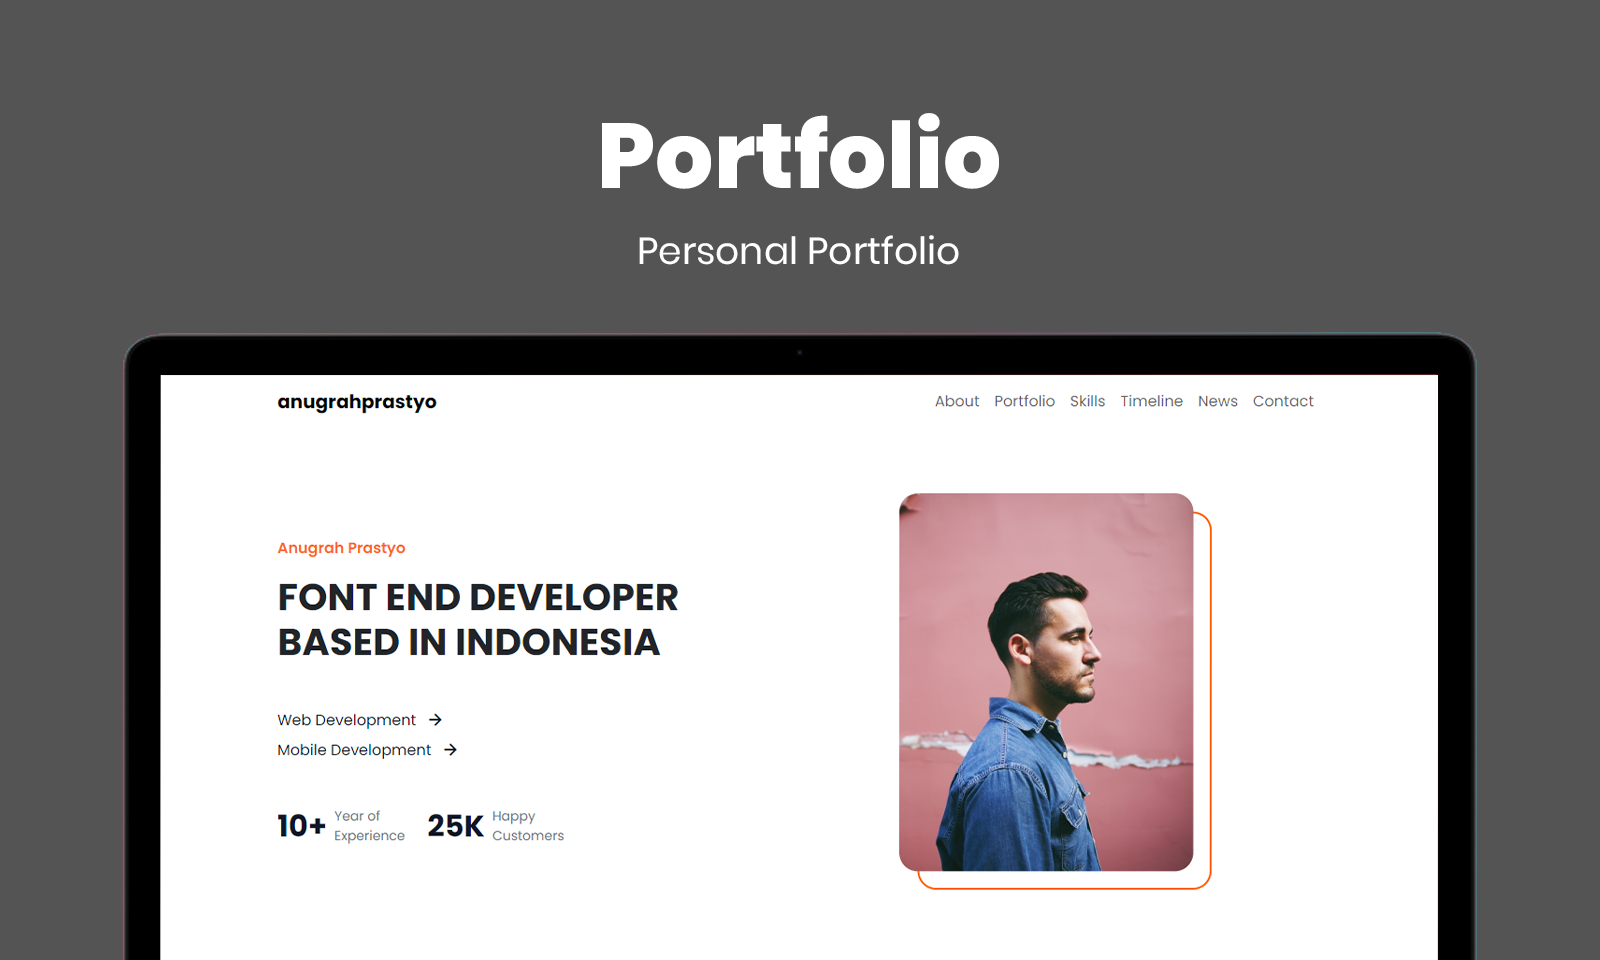 Portfolio
Personal Portfolio
anugrahprastyo
About Portfolio Skills Timeline News Contact
Anugrah Prastyo
FONT END DEVELOPER
BASED IN INDONESIA
Web Development
Mobile Development
10+ Year of
Experience
25K Happy
Customers